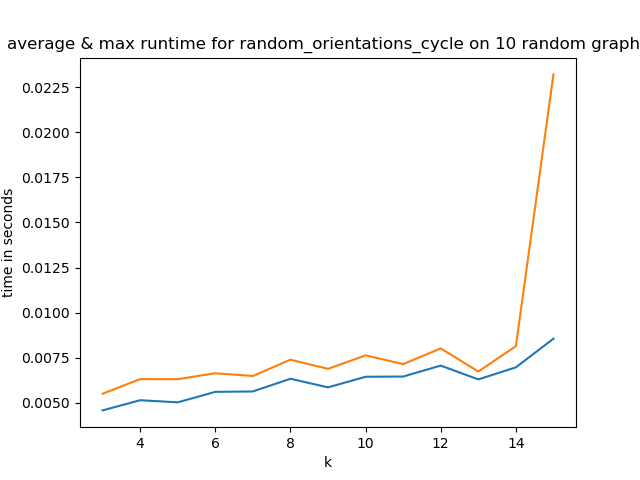 average & max runtime for random_orientations_cycle on 10 random graph
0.0225
0.0200
0.0175
0.0150
0.0125
0.0100
0.0075
0.0050
time in seconds
4 6 8 10 12 14
k